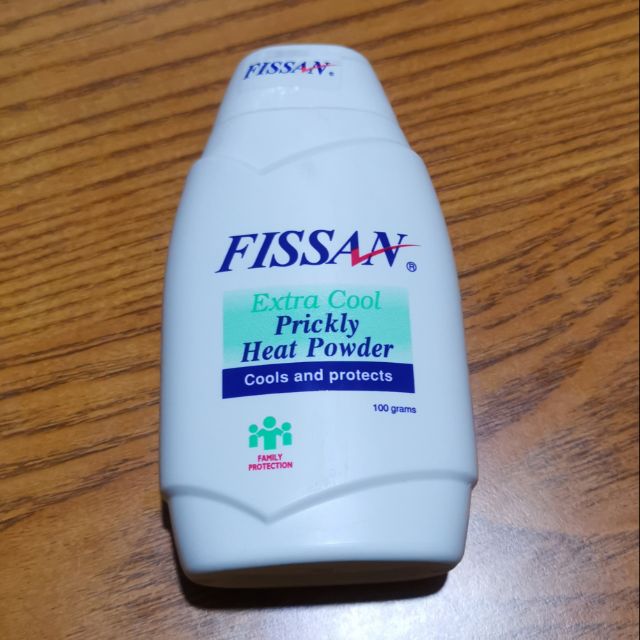 FISSAN®
FISSAN®
Extra Cool
Prickly
Heat Powder
Cools and protects
100 grams
FAMILY
PROTECTION